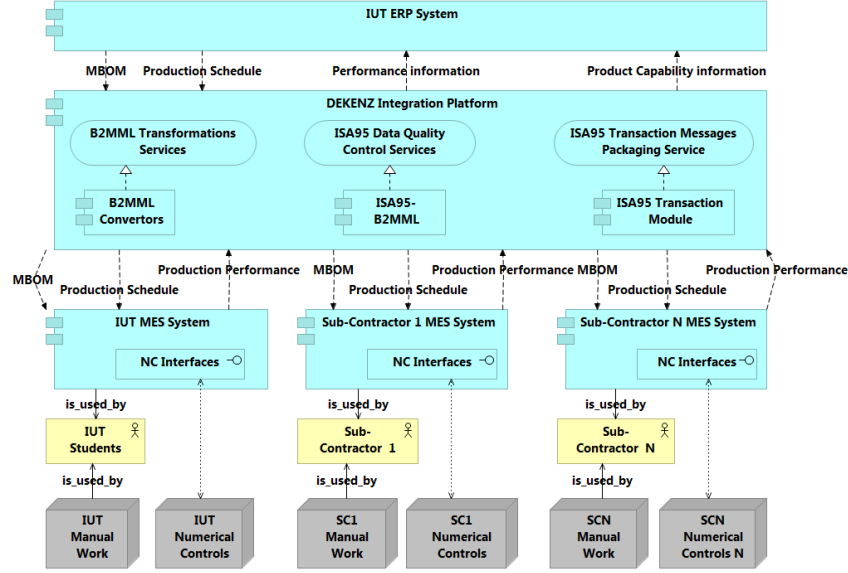 IUT ERP System
MBOM
Production Schedule
Performance information
Product Capability information
DEKENZ Integration Platform
B2MML Transformations
Services
ISA95 Data Quality
Control Services
ISA95 Transaction Messages
Packaging Service
B2MML
Convertors
ISA95-
B2MML
ISA95 Transaction
Module
MBOM
Production Schedule
Production Performance
MBOM
Production Schedule
Production Performance
MBOM
Production Schedule
Production Performance
IUT MES System
NC Interfaces
Sub-Contractor 1 MES System
NC Interfaces
Sub-Contractor N MES System
NC Interfaces
is_used_by
is_used_by
is_used_by
IUT
Students
Sub-
Contractor 1
Sub-
Contractor N
is_used_by
is_used_by
is_used_by
IUT
Manual
Work
IUT
Numerical
Controls
SC1
Manual
Work
SC1
Numerical
Controls
SCN
Manual
Work
SCN
Numerical
Controls N